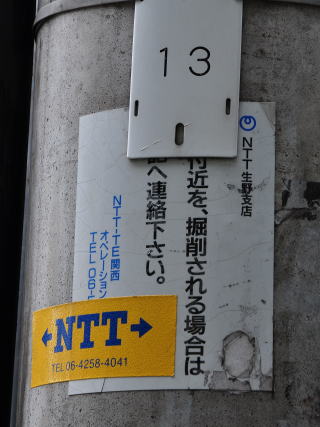 13
NTT生野支店
付近を、掘削される場合は
へ連絡下さい。
NTT-TE関西
オペレーション
TEL 06-
NTT
TEL.06-4258-4041